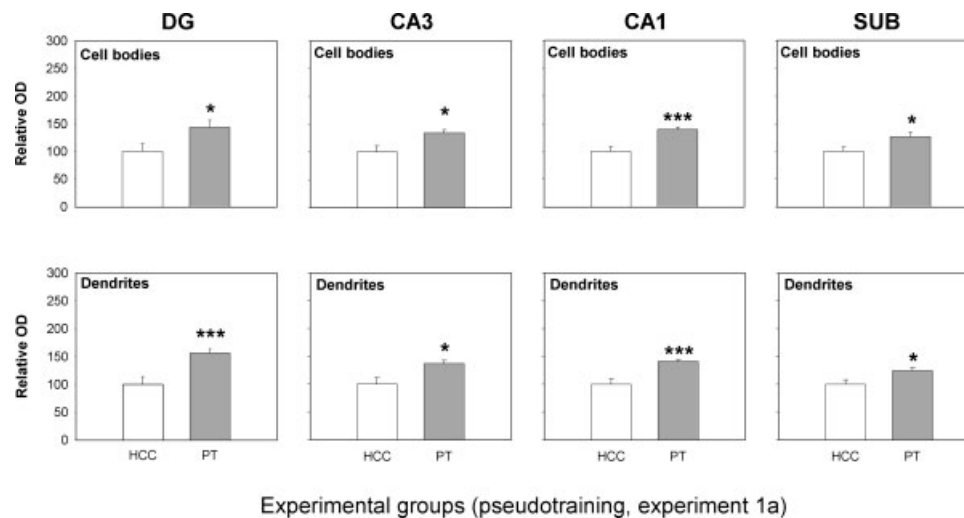 DG CA3 CA1 SUB
Relative OD
300
250
200
150
100
50
0
Cell bodies Cell bodies Cell bodies Cell bodies
* * *** *
Relative OD
300
250
200
150
100
50
0
Dendrites Dendrites Dendrites Dendrites
*** * *** *
HCC PT HCC PT HCC PT HCC PT
Experimental groups (pseudotraining, experiment 1a)